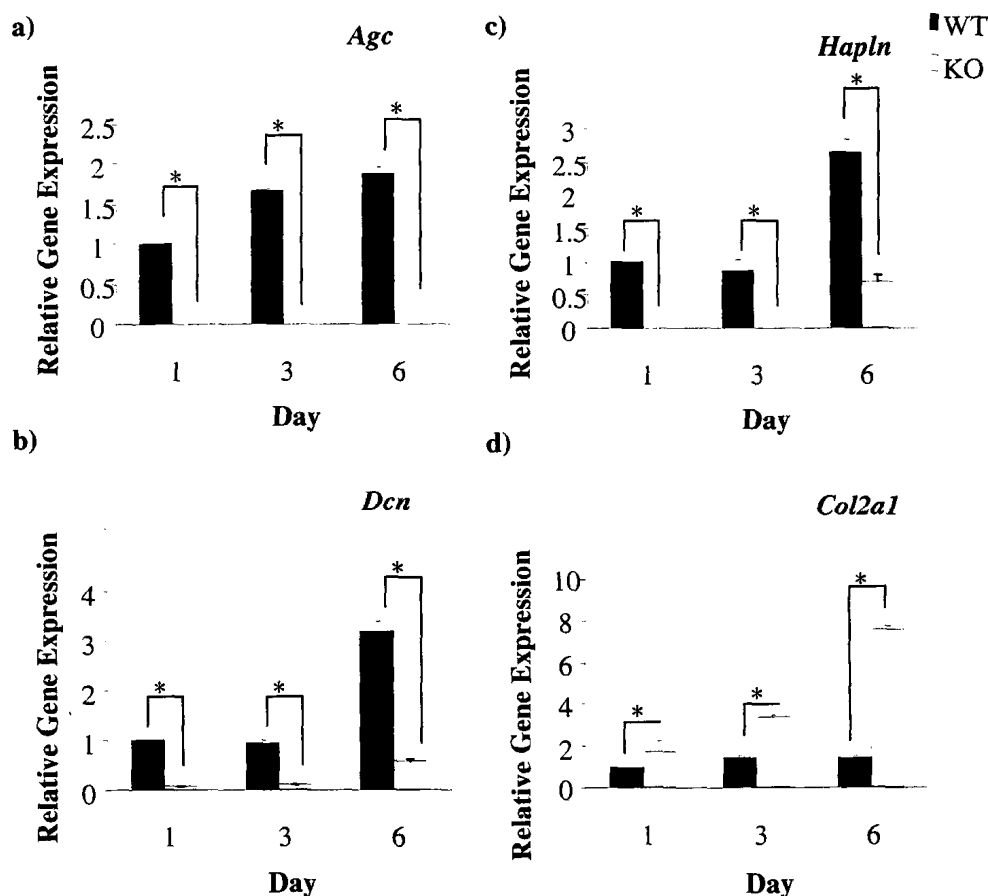 a)
Agc
Relative Gene Expression
2.5
2
1.5
1
0.5
0
*
*
*
1 3 6
Day
c)
Hapln
WT
KO
Relative Gene Expression
3
2.5
2
1.5
1
0.5
0
*
*
*
1 3 6
Day
b)
Dcn
Relative Gene Expression
4
3
2
1
0
*
*
*
1 3 6
Day
d)
Col2a1
Relative Gene Expression
10
8
6
4
2
0
*
*
*
1 3 6
Day